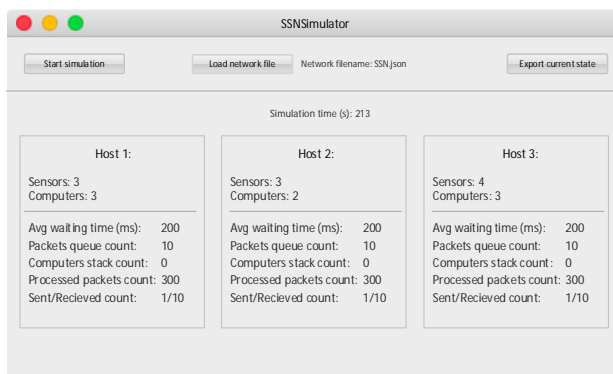 SSNSimulator
Start simulation
Load network file
Network filename: SSN.json
Export current state
Simulation time (s): 213
Host 1:
Sensors: 3
Computers: 3
Avg waiting time (ms): 200
Packets queue count: 10
Computers stack count: 0
Processed packets count: 300
Sent/Recieved count: 1/10
Host 2:
Sensors: 3
Computers: 2
Avg waiting time (ms): 200
Packets queue count: 10
Computers stack count: 0
Processed packets count: 300
Sent/Recieved count: 1/10
Host 3:
Sensors: 4
Computers: 3
Avg waiting time (ms): 200
Packets queue count: 10
Computers stack count: 0
Processed packets count: 300
Sent/Recieved count: 1/10